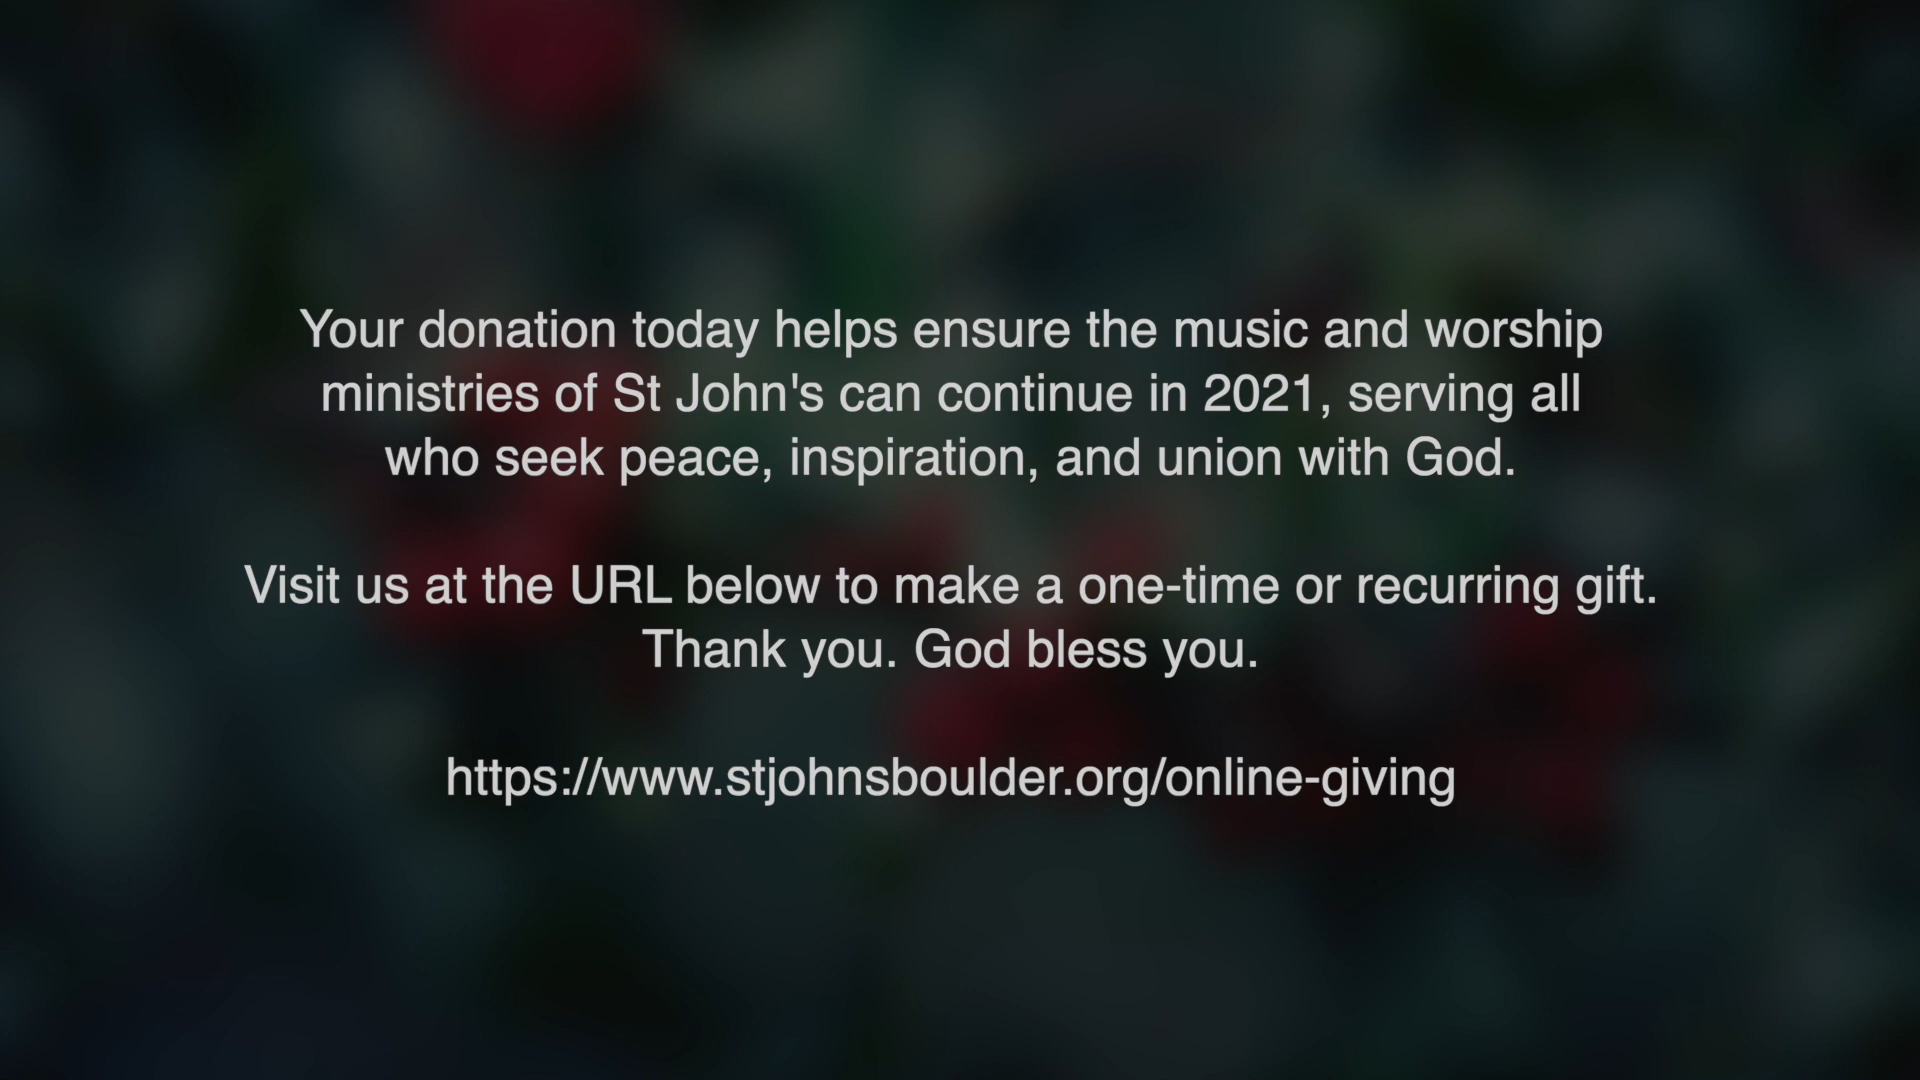 Your donation today helps ensure the music and worship
ministries of St John's can continue in 2021, serving all
who seek peace, inspiration, and union with God.
Visit us at the URL below to make a one-time or recurring gift.
Thank you. God bless you.
https://www.stjohnsboulder.org/online-giving